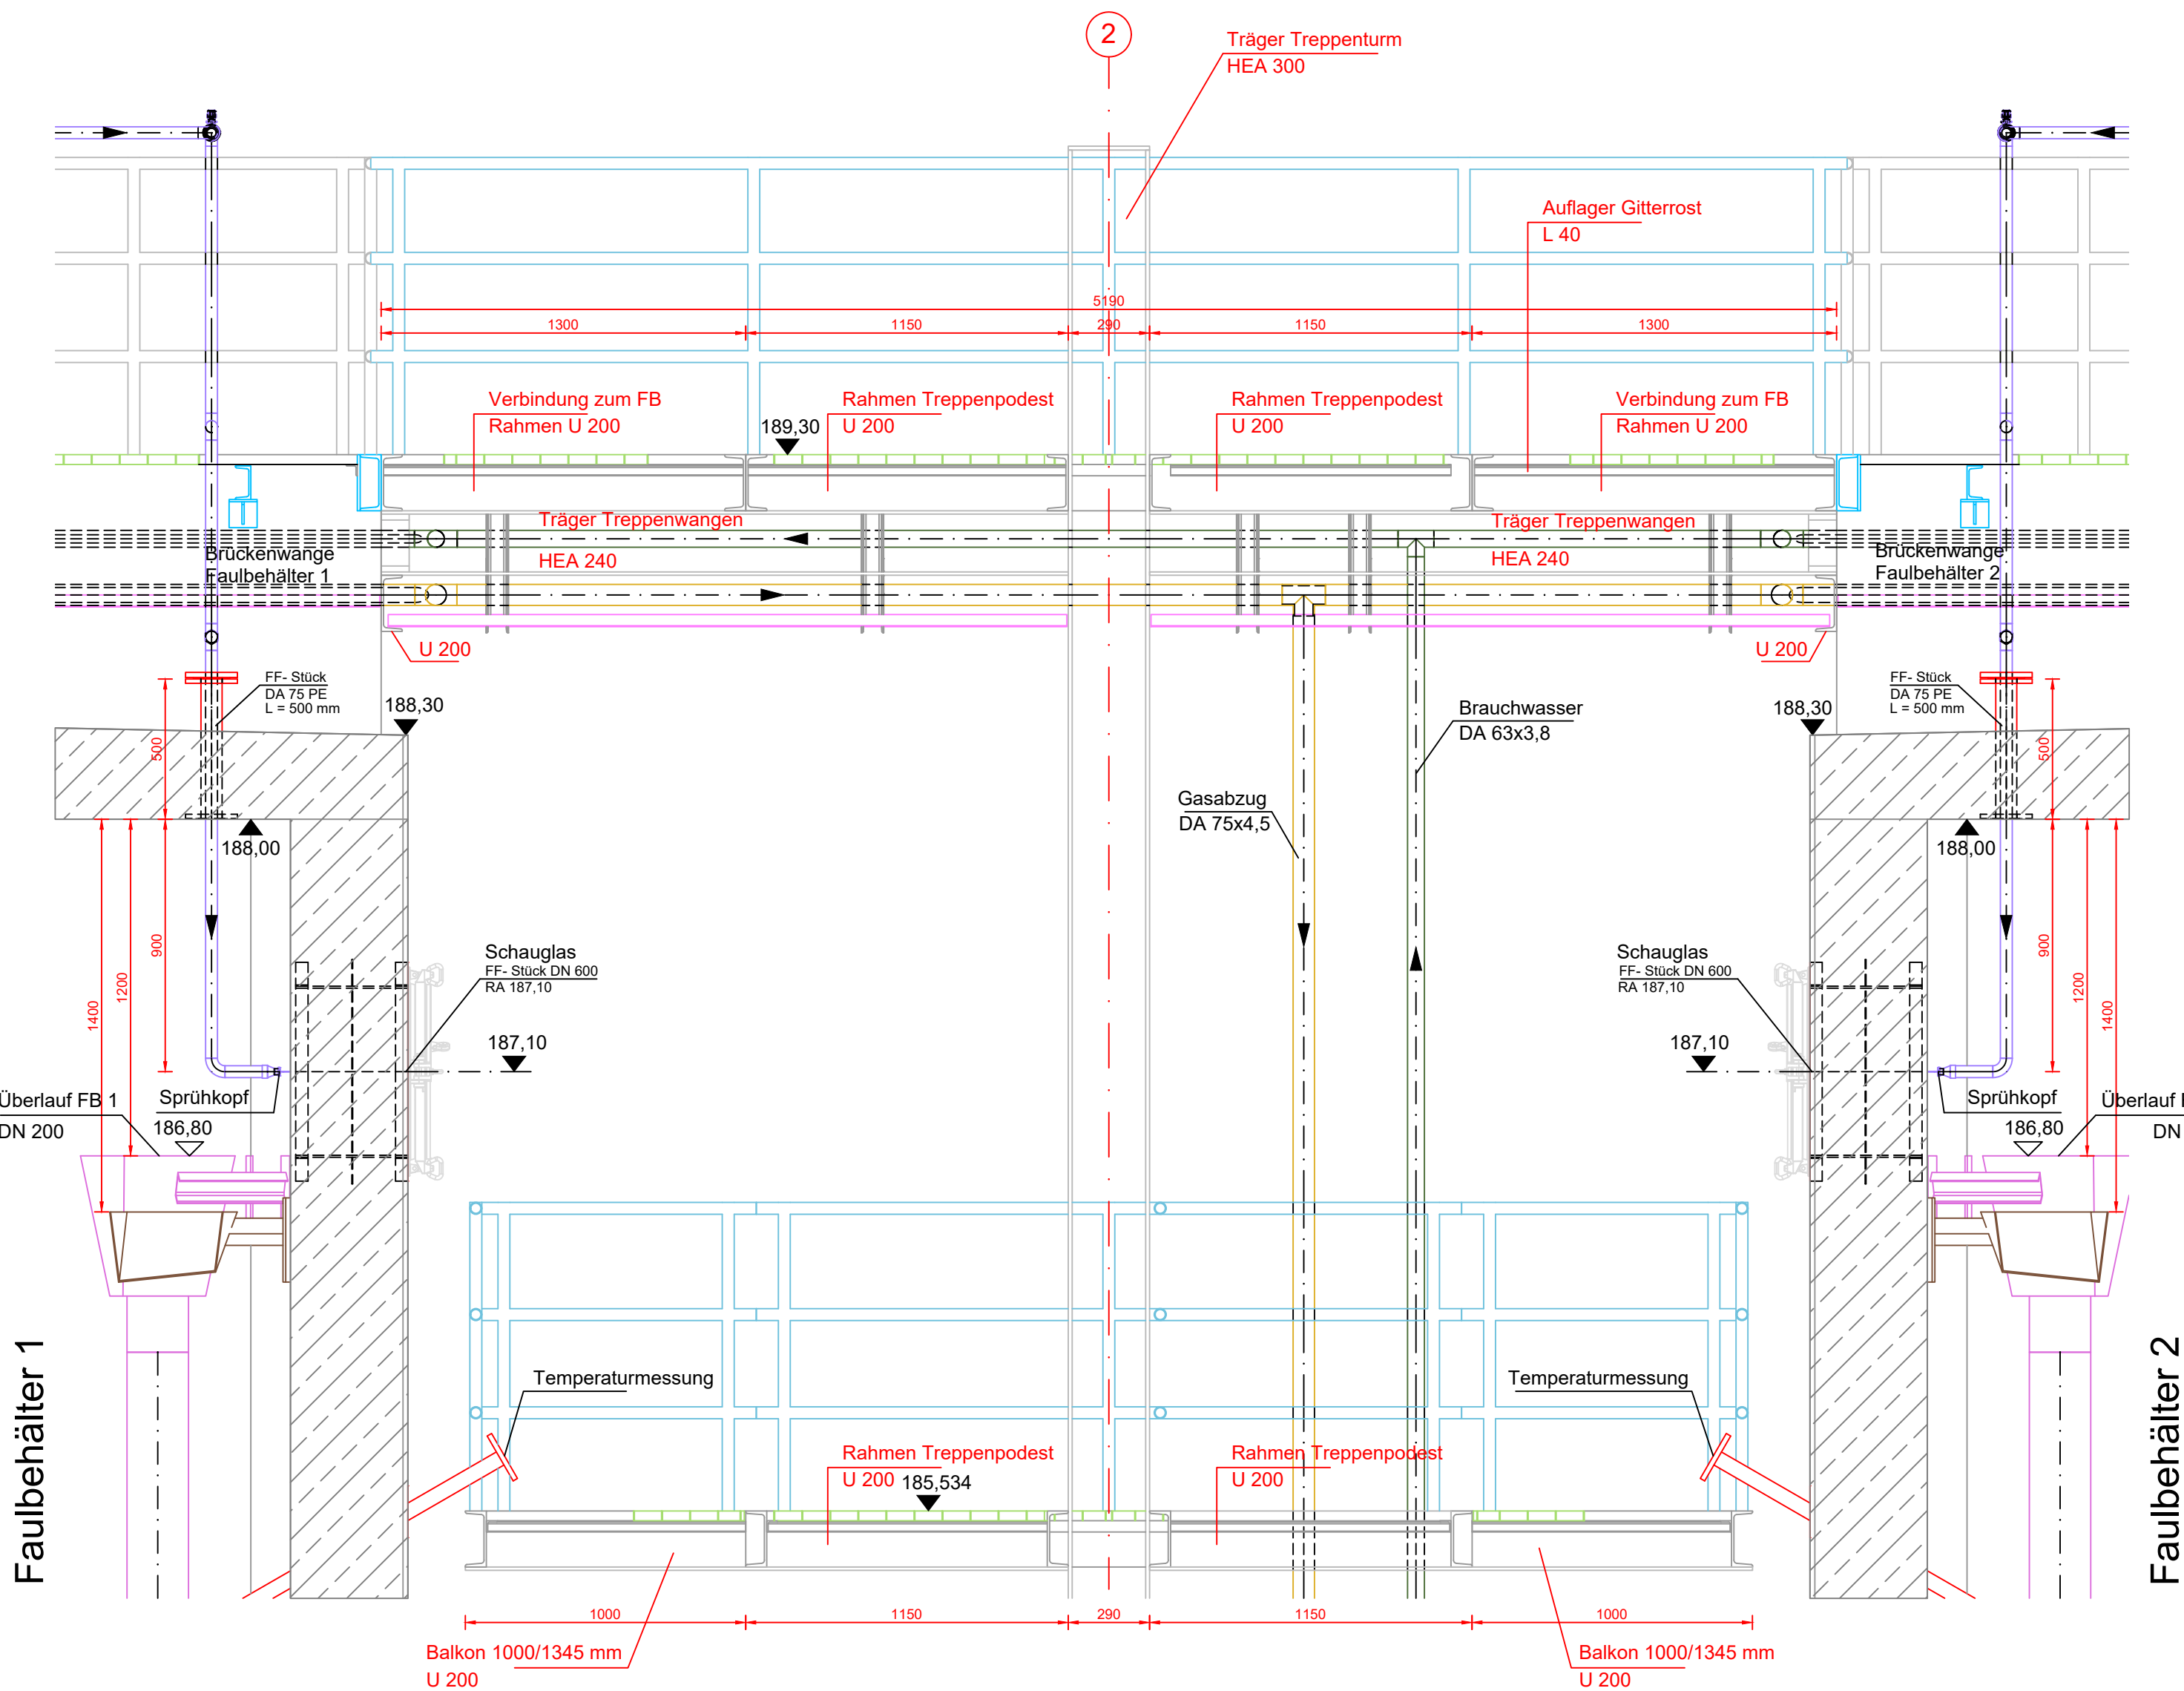 2
Träger Treppenturm
HEA 300
Auflager Gitterrost
L 40
5190
1300
1150
290
1150
1300
Verbindung zum FB
Rahmen U 200
189,30
Rahmen Treppenpodest
U 200
Rahmen Treppenpodest
U 200
Verbindung zum FB
Rahmen U 200
Träger Treppenwangen
HEA 240
Träger Treppenwangen
HEA 240
Brückenwange
Faulbehälter 1
Brückenwange
Faulbehälter 2
U 200
U 200
FF- Stück
DA 75 PE
L = 500 mm
188,30
500
Brauchwasser
DA 63x3,8
188,30
FF- Stück
DA 75 PE
L = 500 mm
500
Gasabzug
DA 75x4,5
188,00
188,00
900
1200
1400
Schauglas
FF- Stück DN 600
RA 187,10
187,10
Schauglas
FF- Stück DN 600
RA 187,10
187,10
900
1200
1400
Überlauf FB 1
DN 200
Sprühkopf
186,80
Sprühkopf
186,80
Überlauf
DN
Faulbehälter 1
Faulbehälter 2
Temperaturmessung
Temperaturmessung
Rahmen Treppenpodest
U 200
185,534
Rahmen Treppenpodest
U 200
1000
1150
290
1150
1000
Balkon 1000/1345 mm
U 200
Balkon 1000/1345 mm
U 200